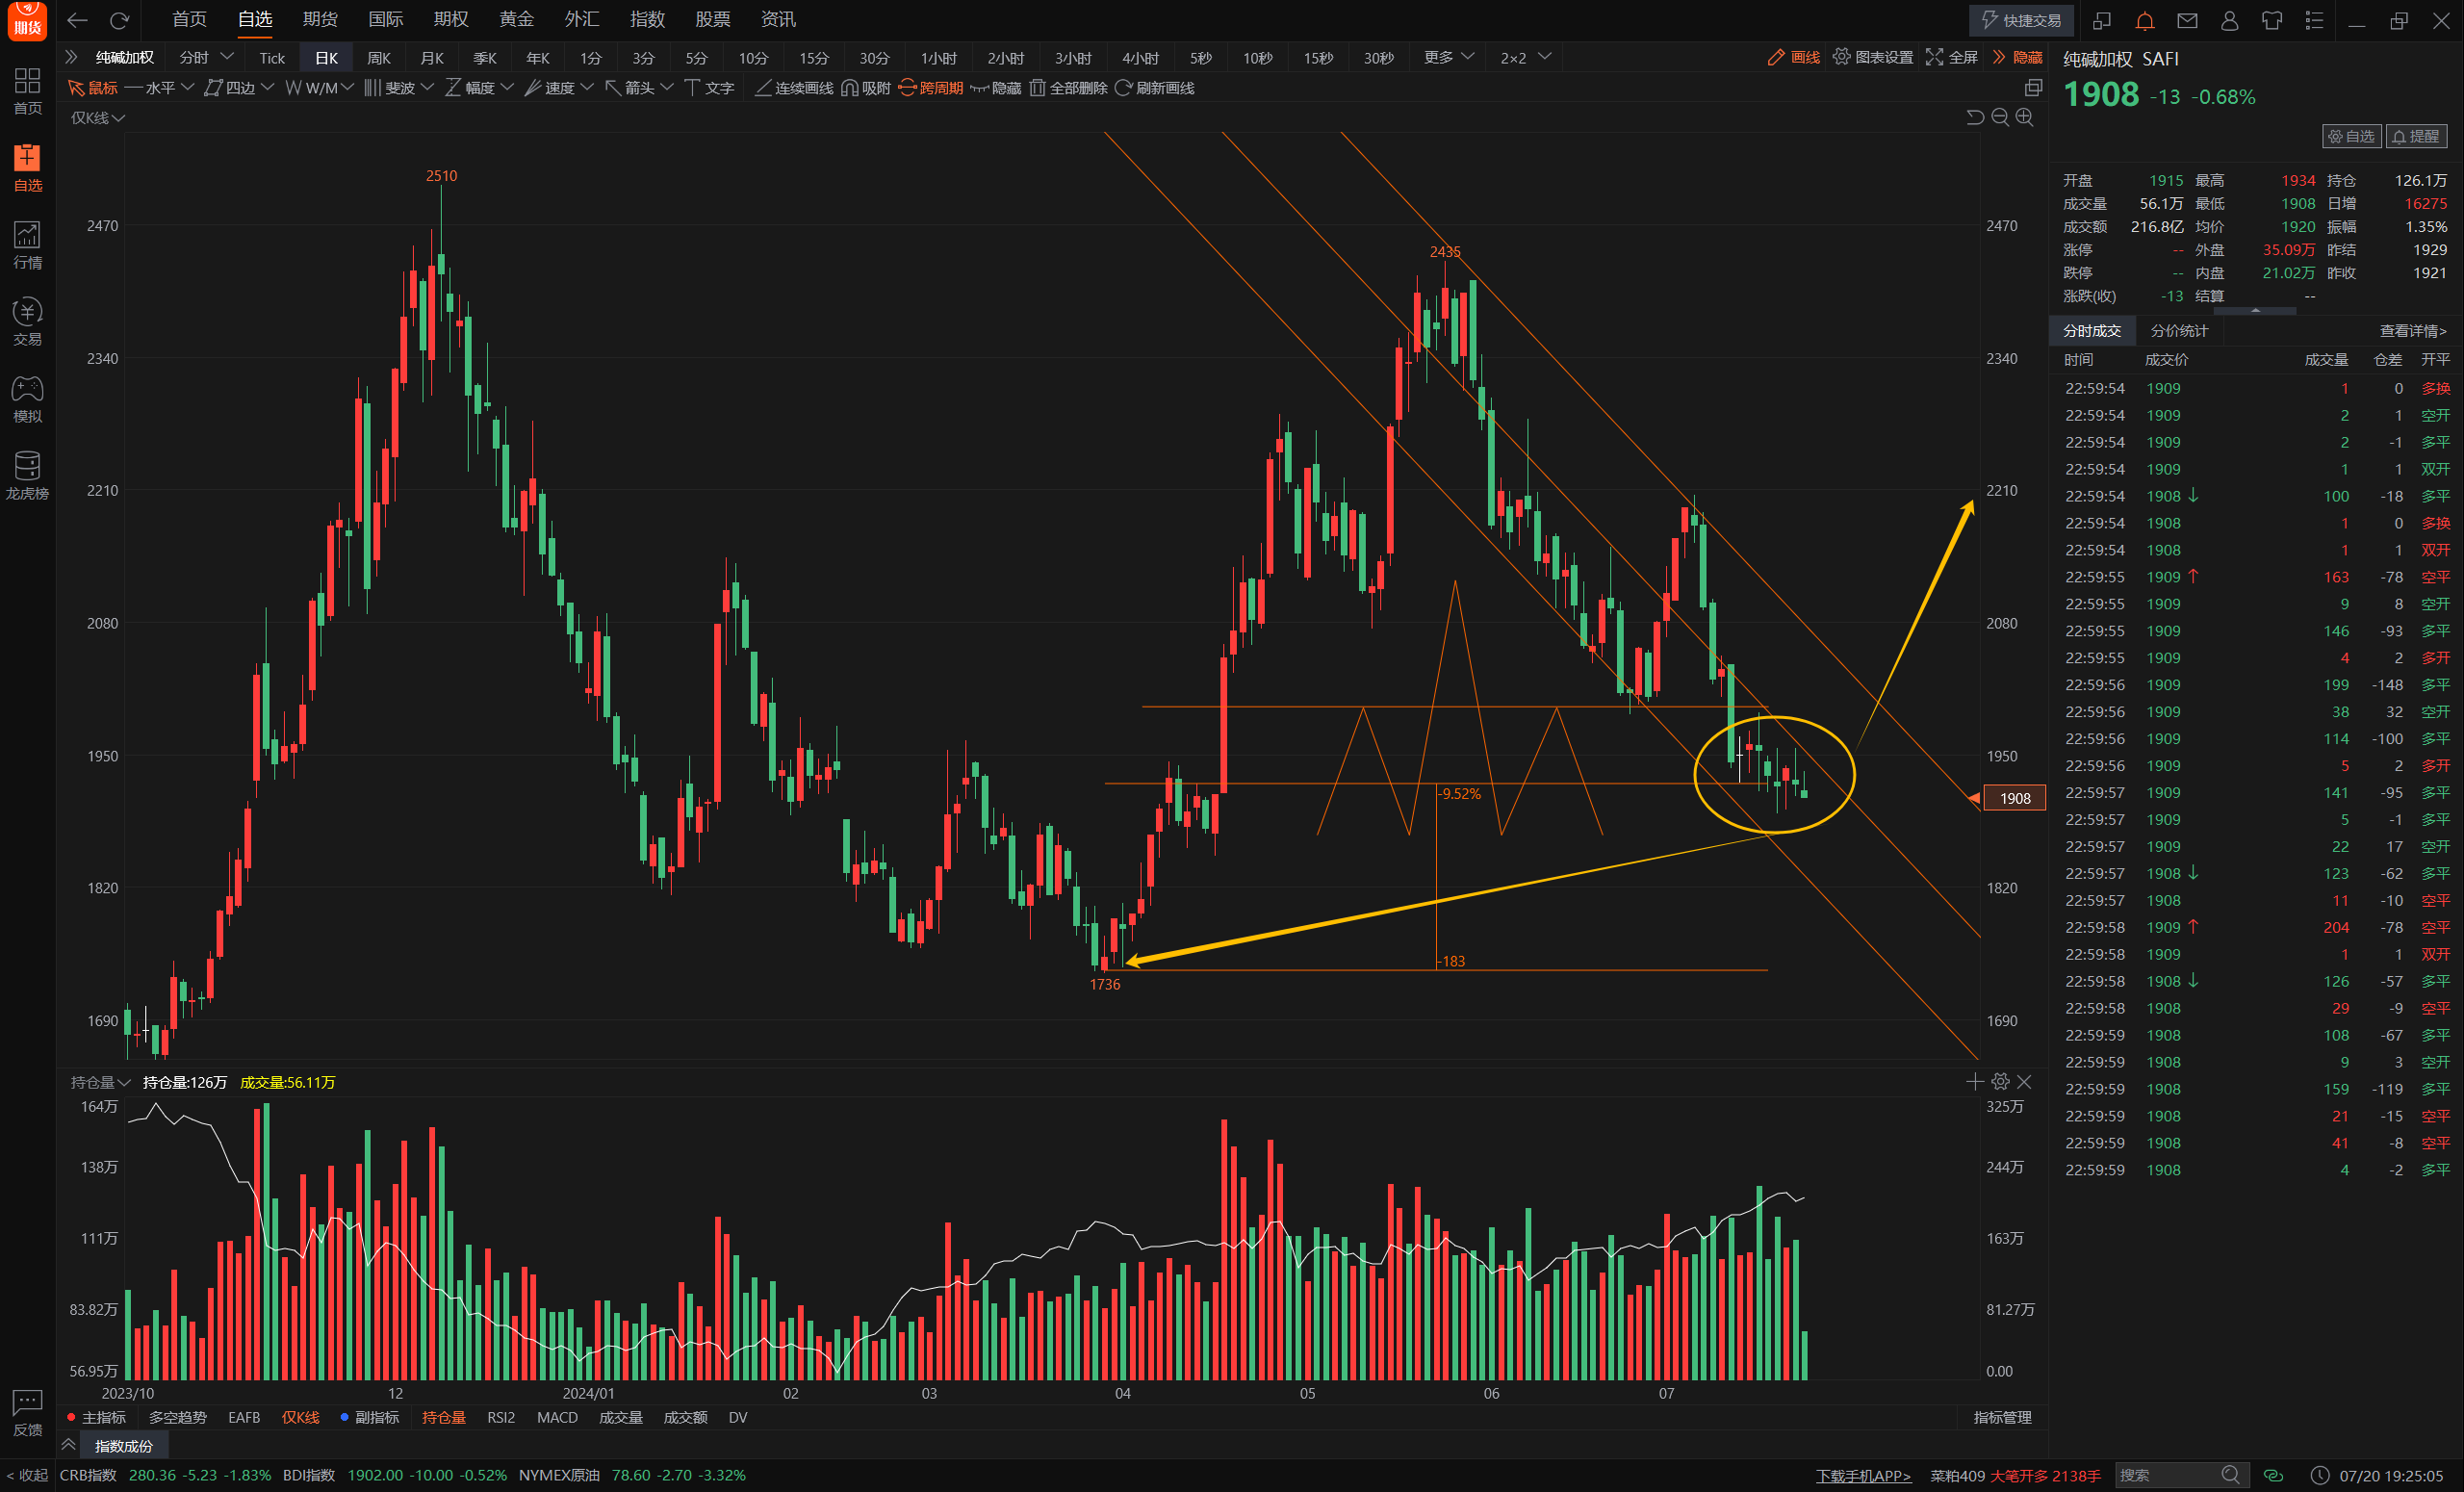 期货
首页 自选 期货 国际 期权 黄金 外汇 指数 股票 资讯
快捷交易
纯碱加权 分时 Tick 日K 周K 月K 季K 年K 1分 3分 5分 10分 15分 30分 1小时 2小时 3小时 4小时 5秒 10秒 15秒 30秒 更多 2×2
画线 图表设置 全屏 隐藏
鼠标 水平 四边 W/M 斐波 幅度 速度 箭头 文字 连续画线 吸附 跨周期 隐藏 全部删除 刷新画线
首页
自选
行情
交易
模拟
龙虎榜
反馈
< 收起
仅K线
2470
2340
2210
2080
1950
1820
1690
2510
2435
1736
-9.52%
-183
2470
2340
2210
2080
1950
1908
1820
1690
持仓量 持仓量:126万 成交量:56.11万
164万
138万
111万
83.82万
56.95万
325万
244万
163万
81.27万
0.00
2023/10 12 2024/01 02 03 04 05 06 07
主指标 多空趋势 EAFB 仅K线 副指标 持仓量 RSI2 MACD 成交量 成交额 DV 指标管理
指数成份
CRB指数 280.36 -5.23 -1.83% BDI指数 1902.00 -10.00 -0.52% NYMEX原油 78.60 -2.70 -3.32%
下载手机APP> 菜粕409 大笔开多 2138手 搜索 07/20 19:25:05
纯碱加权 SAFI
1908 -13 -0.68%
自选 提醒
开盘 1915 最高 1934 持仓 126.1万
成交量 56.1万 最低 1908 日增 16275
成交额 216.8亿 均价 1920 振幅 1.35%
涨停 -- 外盘 35.09万 昨结 1929
跌停 -- 内盘 21.02万 昨收 1921
涨跌(收) -13 结算 --
分时成交 分价统计 查看详情>
时间 成交价 成交量 仓差 开平
22:59:54 1909 1 0 多换
22:59:54 1909 2 1 空开
22:59:54 1909 2 -1 多平
22:59:54 1909 1 1 双开
22:59:54 1908↓ 100 -18 多平
22:59:54 1908 1 0 多换
22:59:54 1908 1 1 双开
22:59:55 1909↑ 163 -78 空平
22:59:55 1909 9 8 空开
22:59:55 1909 146 -93 多平
22:59:55 1909 4 2 多开
22:59:56 1909 199 -148 多平
22:59:56 1909 38 32 空开
22:59:56 1909 114 -100 多平
22:59:56 1909 5 2 多开
22:59:57 1909 141 -95 多平
22:59:57 1909 5 -1 多平
22:59:57 1909 22 17 空开
22:59:57 1908↓ 123 -62 多平
22:59:57 1908 11 -10 空平
22:59:58 1909↑ 204 -78 空平
22:59:58 1909 1 1 双开
22:59:58 1908↓ 126 -57 多平
22:59:58 1908 29 -9 空平
22:59:59 1908 108 -67 多平
22:59:59 1908 9 3 空开
22:59:59 1908 159 -119 多平
22:59:59 1908 21 -15 空平
22:59:59 1908 41 -8 空平
22:59:59 1908 4 -2 多平